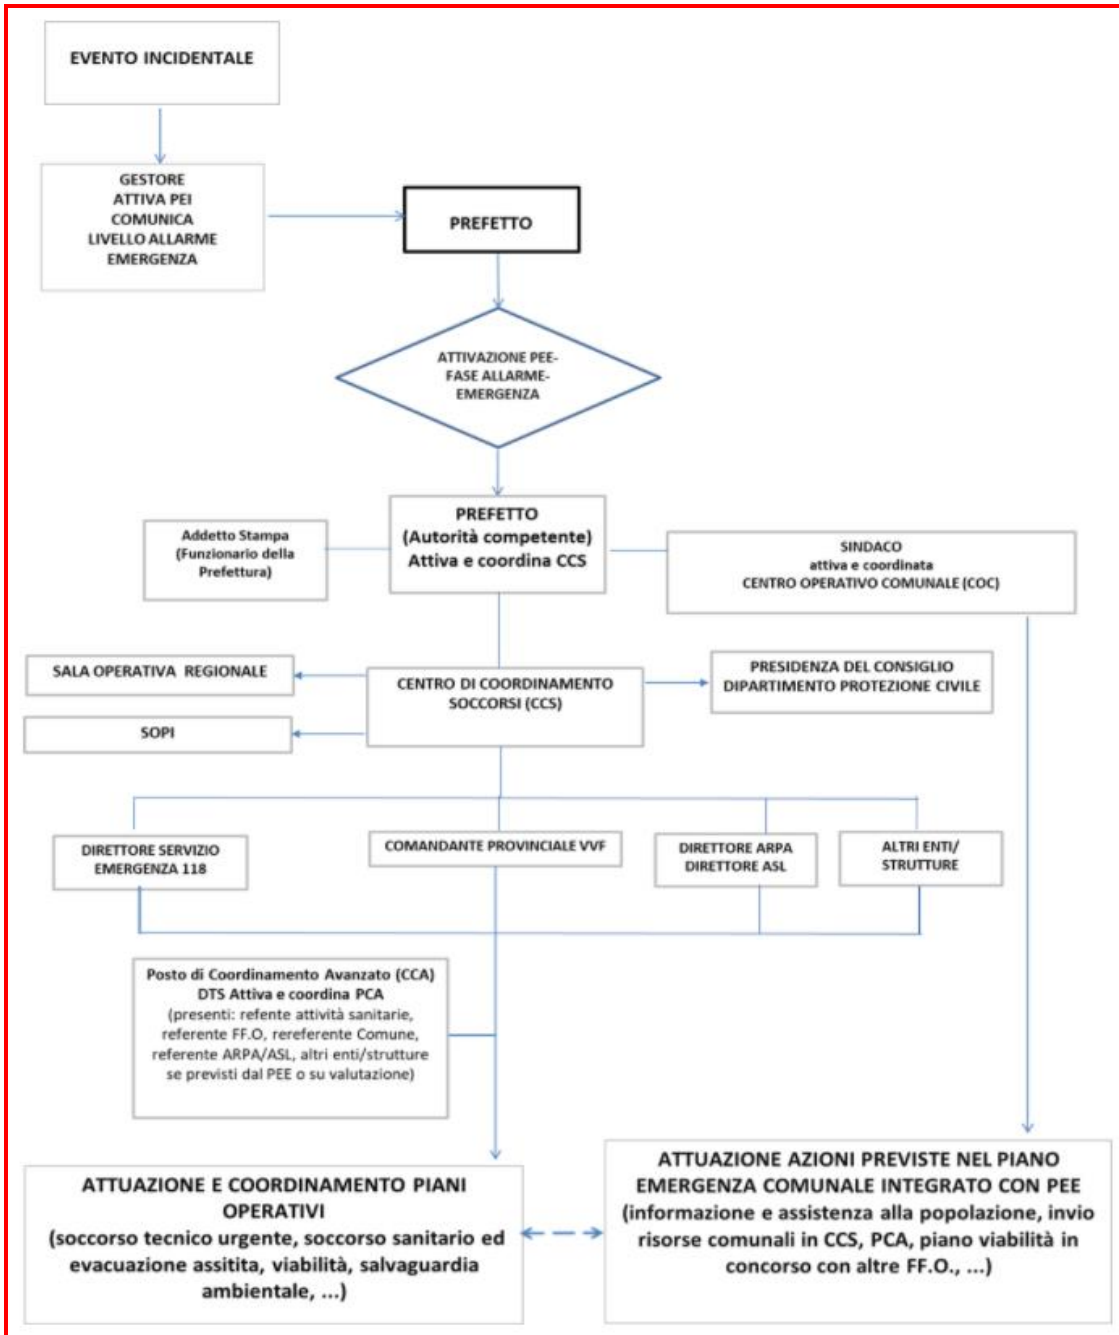 EVENTO INCIDENTALE
GESTORE
ATTIVA PEI
COMUNICA
LIVELLO ALLARME
EMERGENZA
PREFETTO
ATTIVAZIONE PEE-
FASE ALLARME-
EMERGENZA
PREFETTO
(Autorità competente)
Attiva e coordina CCS
Addetto Stampa
(Funzionario della
Prefettura)
SINDACO
attiva e coordinata
CENTRO OPERATIVO COMUNALE (COC)
SALA OPERATIVA REGIONALE
CENTRO DI COORDINAMENTO
SOCCORSI (CCS)
PRESIDENZA DEL CONSIGLIO
DIPARTIMENTO PROTEZIONE CIVILE
SOPI
DIRETTORE SERVIZIO
EMERGENZA 118
COMANDANTE PROVINCIALE VVF
DIRETTORE ARPA
DIRETTORE ASL
ALTRI ENTI/
STRUTTURE
Posto di Coordinamento Avanzato (CCA)
DTS Attiva e coordina PCA
(presenti: refente attività sanitarie,
referente FF.O, rereferente Comune,
referente ARPA/ASL, altri enti/strutture
se previsti dal PEE o su valutazione)
ATTUAZIONE E COORDINAMENTO PIANI
OPERATIVI
(soccorso tecnico urgente, soccorso sanitario ed
evacuazione assitita, viabilità, salvaguardia
ambientale, ...)
ATTUAZIONE AZIONI PREVISTE NEL PIANO
EMERGENZA COMUNALE INTEGRATO CON PEE
(informazione e assistenza alla popolazione, invio
risorse comunali in CCS, PCA, piano viabilità in
concorso con altre FF.O., ...)